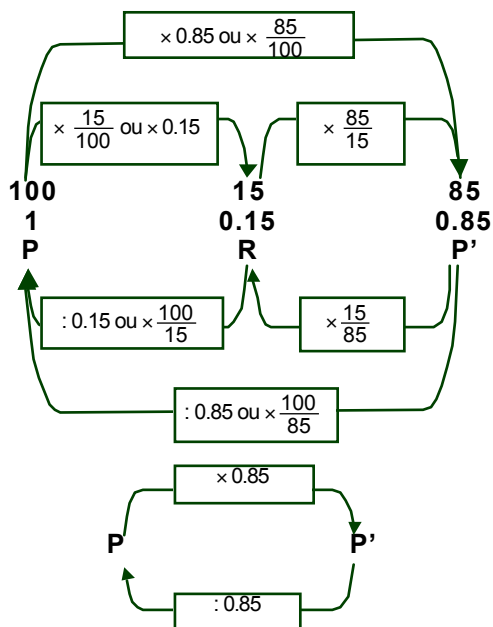 × 0.85 ou × 85/100
× 15/100 ou × 0.15
× 85/15
100 15 85
1 0.15 0.85
P R P’
: 0.15 ou × 100/15
× 15/85
: 0.85 ou × 100/85
× 0.85
P P’
: 0.85